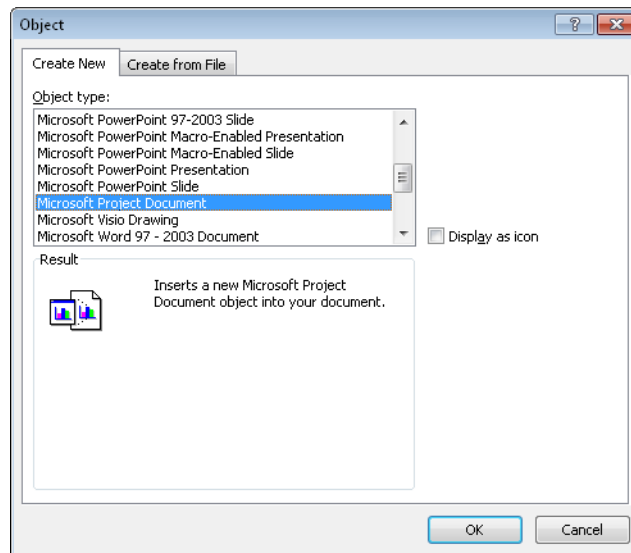 Object
Create New
Create from File
Object type:
Microsoft PowerPoint 97-2003 Slide
Microsoft PowerPoint Macro-Enabled Presentation
Microsoft PowerPoint Macro-Enabled Slide
Microsoft PowerPoint Presentation
Microsoft PowerPoint Slide
Microsoft Project Document
Microsoft Visio Drawing
Microsoft Word 97 - 2003 Document
Display as icon
Result
Inserts a new Microsoft Project
Document object into your document.
OK
Cancel